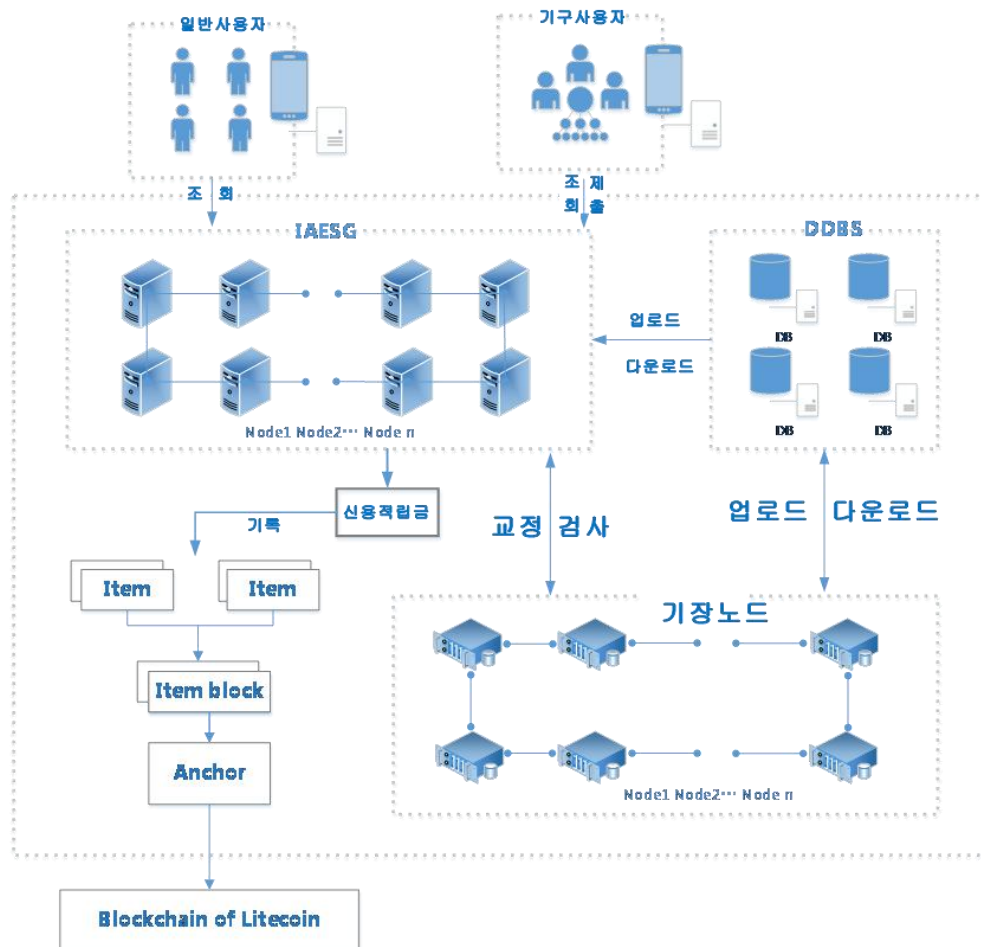 일반사용자
기구사용자
조 회
조 제
회 출
IAESG
DDBS
DB
DB
업로드
다운로드
DB
DB
Node1 Node2··· Node n
신용적립금
기록
교정 검사
업로드 다운로드
Item
Item
기장노드
Item block
Anchor
Node1 Node2··· Node n
Blockchain of Litecoin